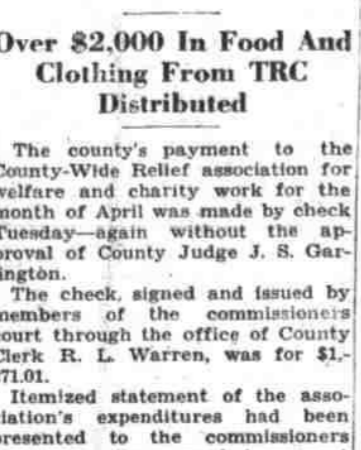 Over $2,000 In Food And
Clothing From TRC
Distributed
The county's payment to the
County-Wide Relief association for
welfare and charity work for the
month of April was made by check
Tuesday—again without the ap-
proval of County Judge J. S. Gar-
ington.
The check, signed and issued by
members of the commissioners
court through the office of County
Clerk R. L. Warren, was for $1,-
71.01.
Itemized statement of the asso-
iation's expenditures had been
presented to the commissioners